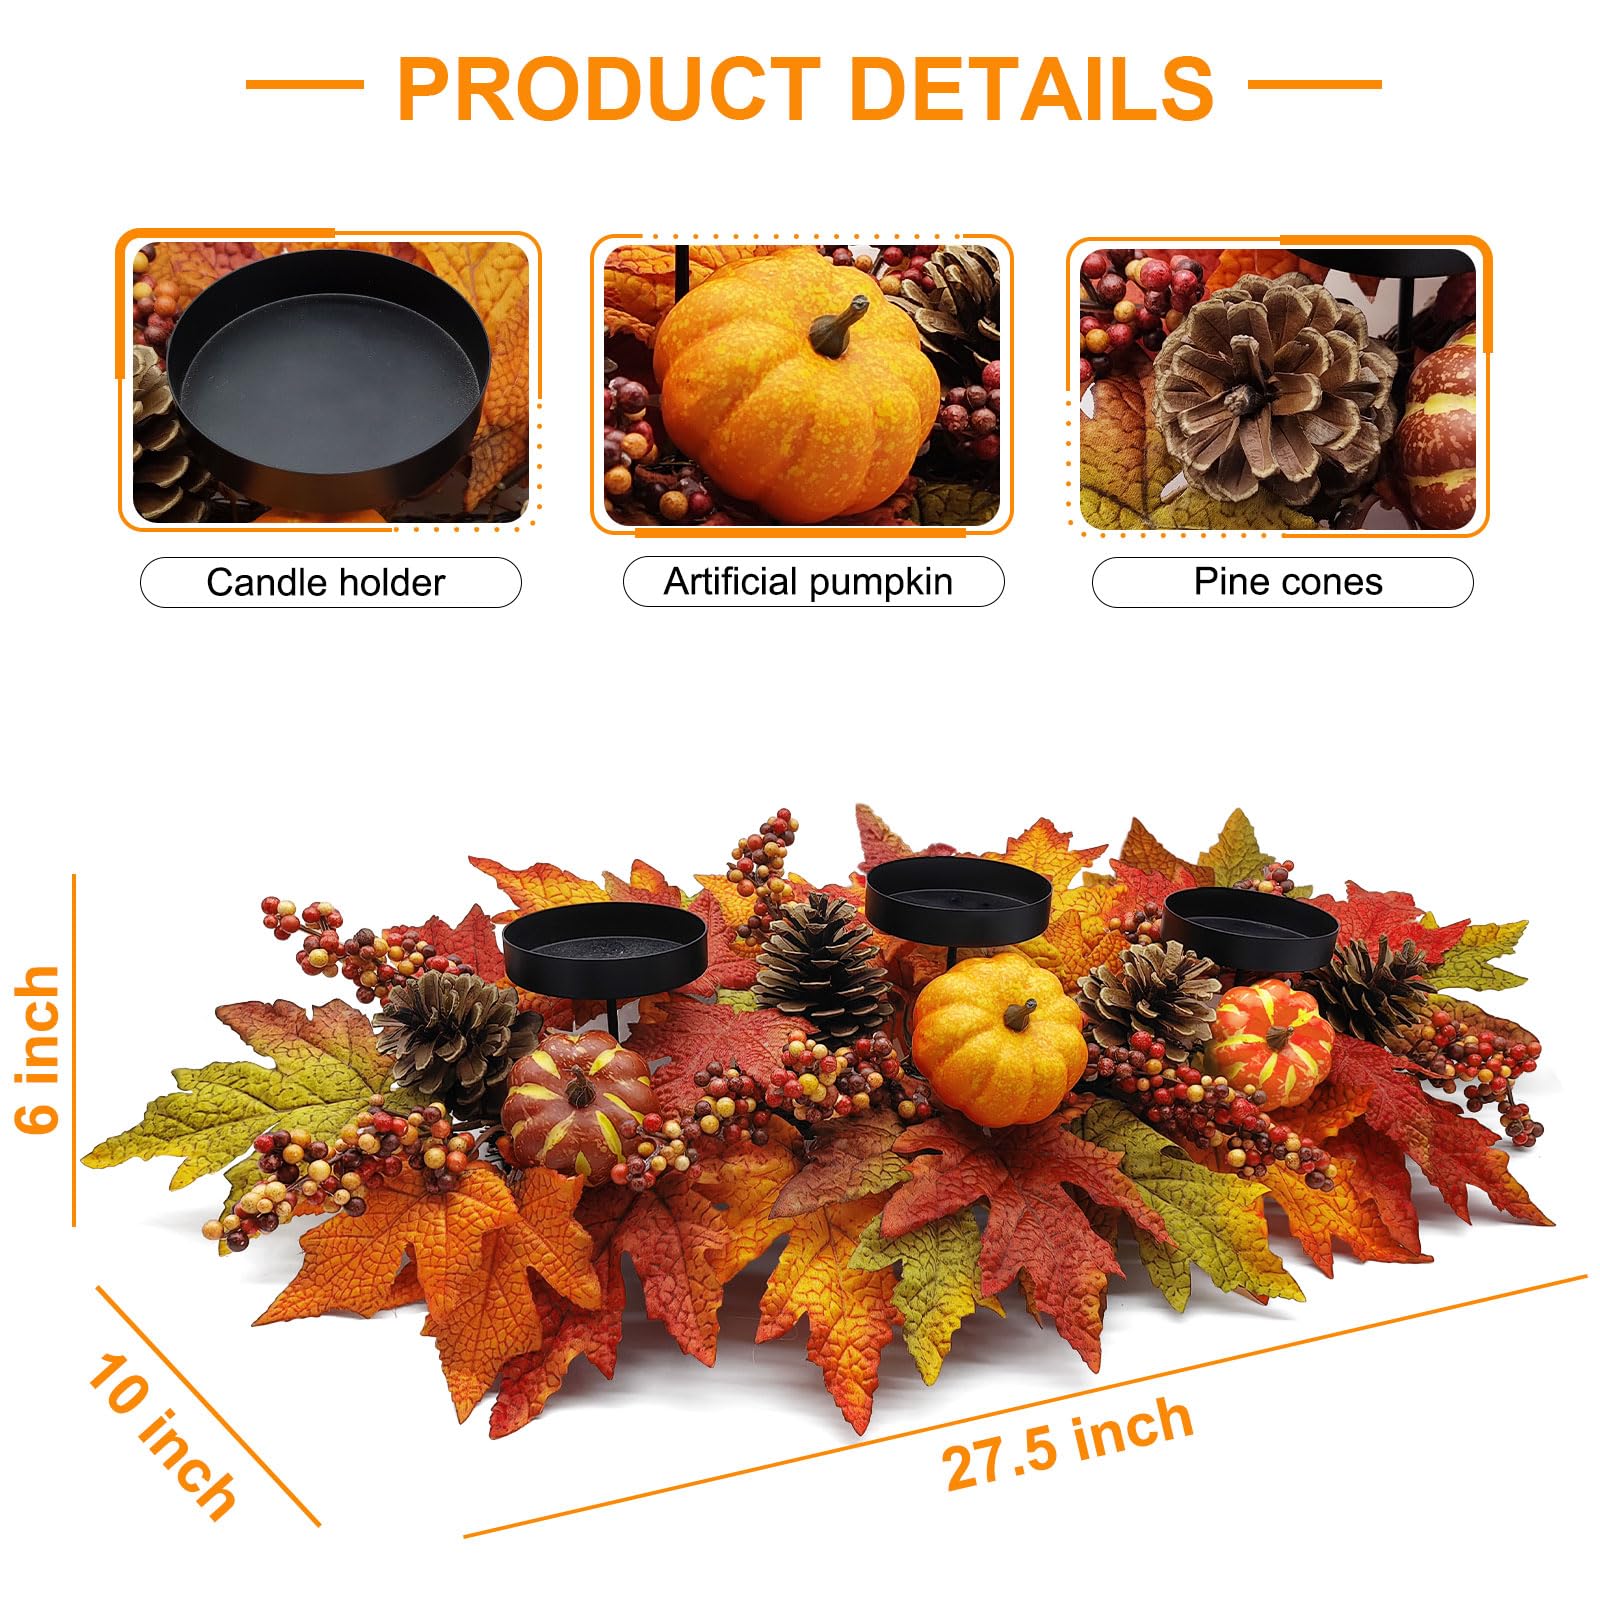 PRODUCT DETAILS
Candle holder
Artificial pumpkin
Pine cones
6 inch
10 inch
27.5 inch